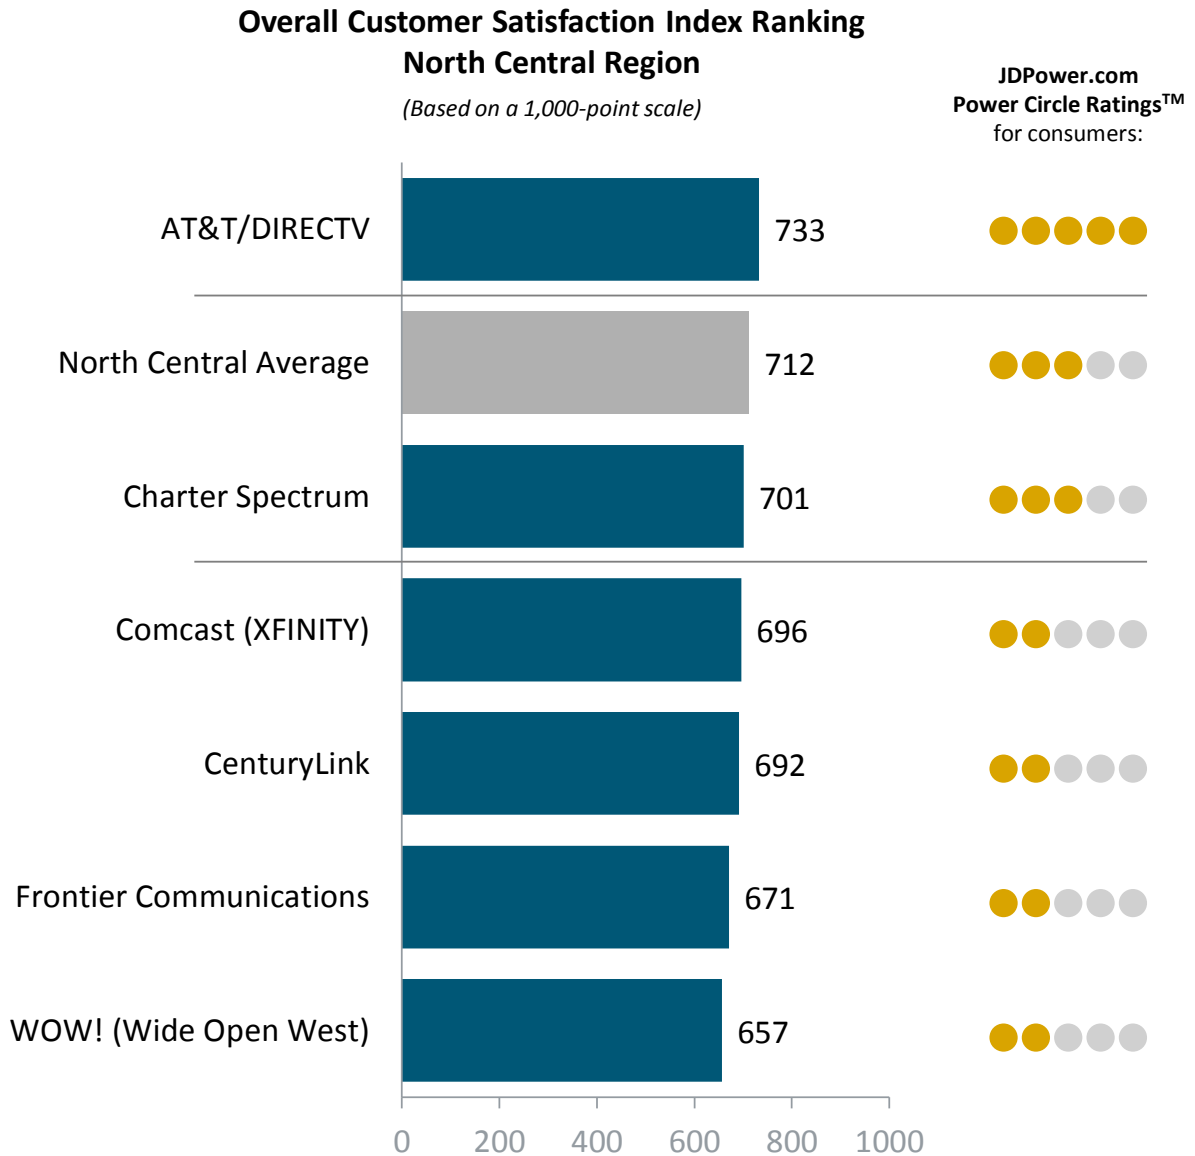 Overall Customer Satisfaction Index Ranking
North Central Region
(Based on a 1,000-point scale)
JDPower.com
Power Circle Ratings™
for consumers:
AT&T/DIRECTV 733
North Central Average 712
Charter Spectrum 701
Comcast (XFINITY) 696
CenturyLink 692
Frontier Communications 671
WOW! (Wide Open West) 657
0 200 400 600 800 1000